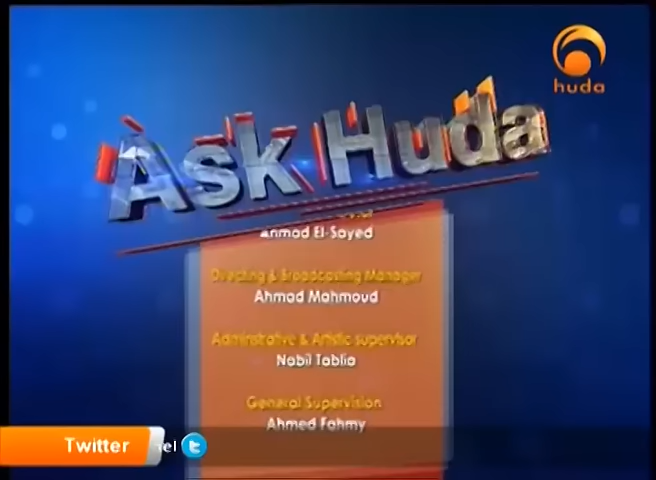 huda
Ask Huda
Ahmad El-Sayed
Directing & Broadcasting Manager
Ahmad Mahmoud
Adminstrative & Artistic supervisor
Nabil Tablia
General Supervision
Ahmed Fahmy
Twitter